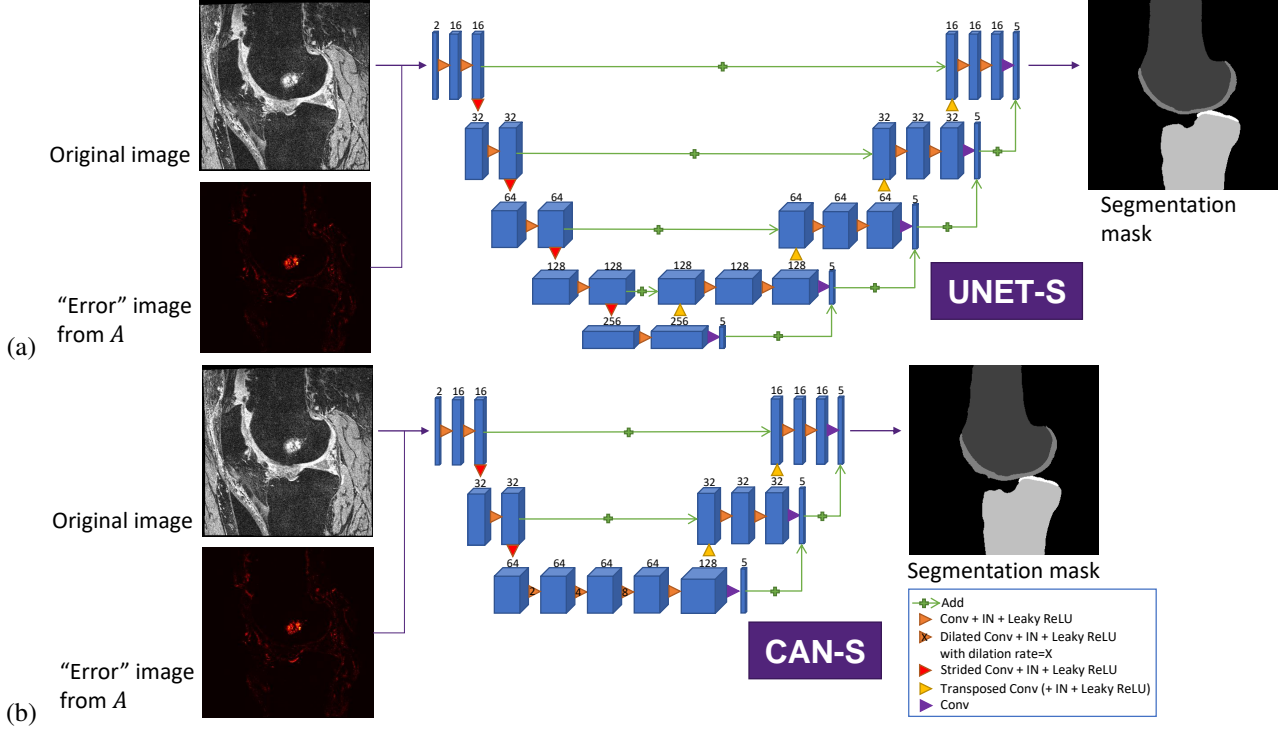 2 16 16 16 16 16 5
32 32 32 32 32 5
Original image
64 64 64 64 64 5
Segmentation
mask
128 128 128 128 128 5
"Error" image
from A
UNET-S
256 256 5
(a)
2 16 16 16 16 16 5
32 32 32 32 32 5
Original image
64 64 64 64 128 5
2 4 8
Segmentation mask
Add
Conv + IN + Leaky ReLU
X Dilated Conv + IN + Leaky ReLU
with dilation rate=X
Strided Conv + IN + Leaky ReLU
Transposed Conv (+ IN + Leaky ReLU)
Conv
CAN-S
"Error" image
from A
(b)